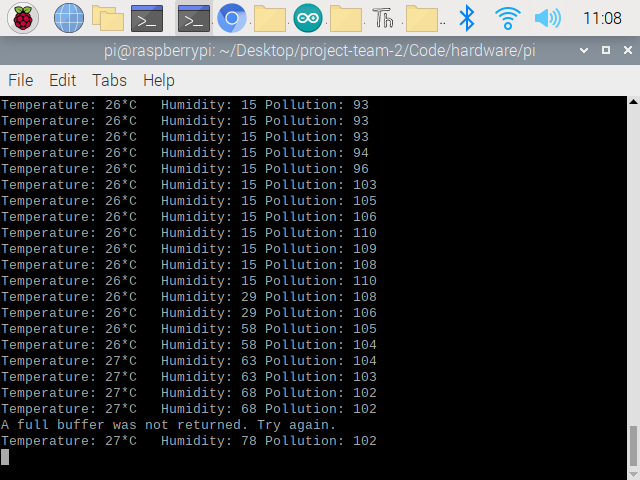 Th
11:08
pi@raspberrypi: ~/Desktop/project-team-2/Code/hardware/pi
File Edit Tabs Help
Temperature: 26*C   Humidity: 15 Pollution: 93
Temperature: 26*C   Humidity: 15 Pollution: 93
Temperature: 26*C   Humidity: 15 Pollution: 93
Temperature: 26*C   Humidity: 15 Pollution: 94
Temperature: 26*C   Humidity: 15 Pollution: 96
Temperature: 26*C   Humidity: 15 Pollution: 103
Temperature: 26*C   Humidity: 15 Pollution: 105
Temperature: 26*C   Humidity: 15 Pollution: 106
Temperature: 26*C   Humidity: 15 Pollution: 110
Temperature: 26*C   Humidity: 15 Pollution: 109
Temperature: 26*C   Humidity: 15 Pollution: 108
Temperature: 26*C   Humidity: 15 Pollution: 110
Temperature: 26*C   Humidity: 29 Pollution: 108
Temperature: 26*C   Humidity: 29 Pollution: 106
Temperature: 26*C   Humidity: 58 Pollution: 105
Temperature: 26*C   Humidity: 58 Pollution: 104
Temperature: 27*C   Humidity: 63 Pollution: 104
Temperature: 27*C   Humidity: 63 Pollution: 103
Temperature: 27*C   Humidity: 68 Pollution: 102
Temperature: 27*C   Humidity: 68 Pollution: 102
A full buffer was not returned. Try again.
Temperature: 27*C   Humidity: 78 Pollution: 102